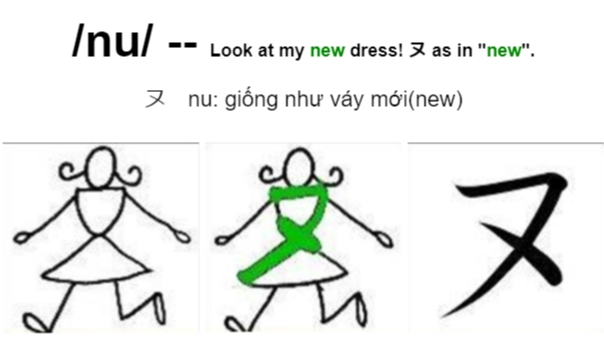 /nu/ -- Look at my new dress! ヌ as in "new".
ヌ nu: giống như váy mới(new)
ヌ